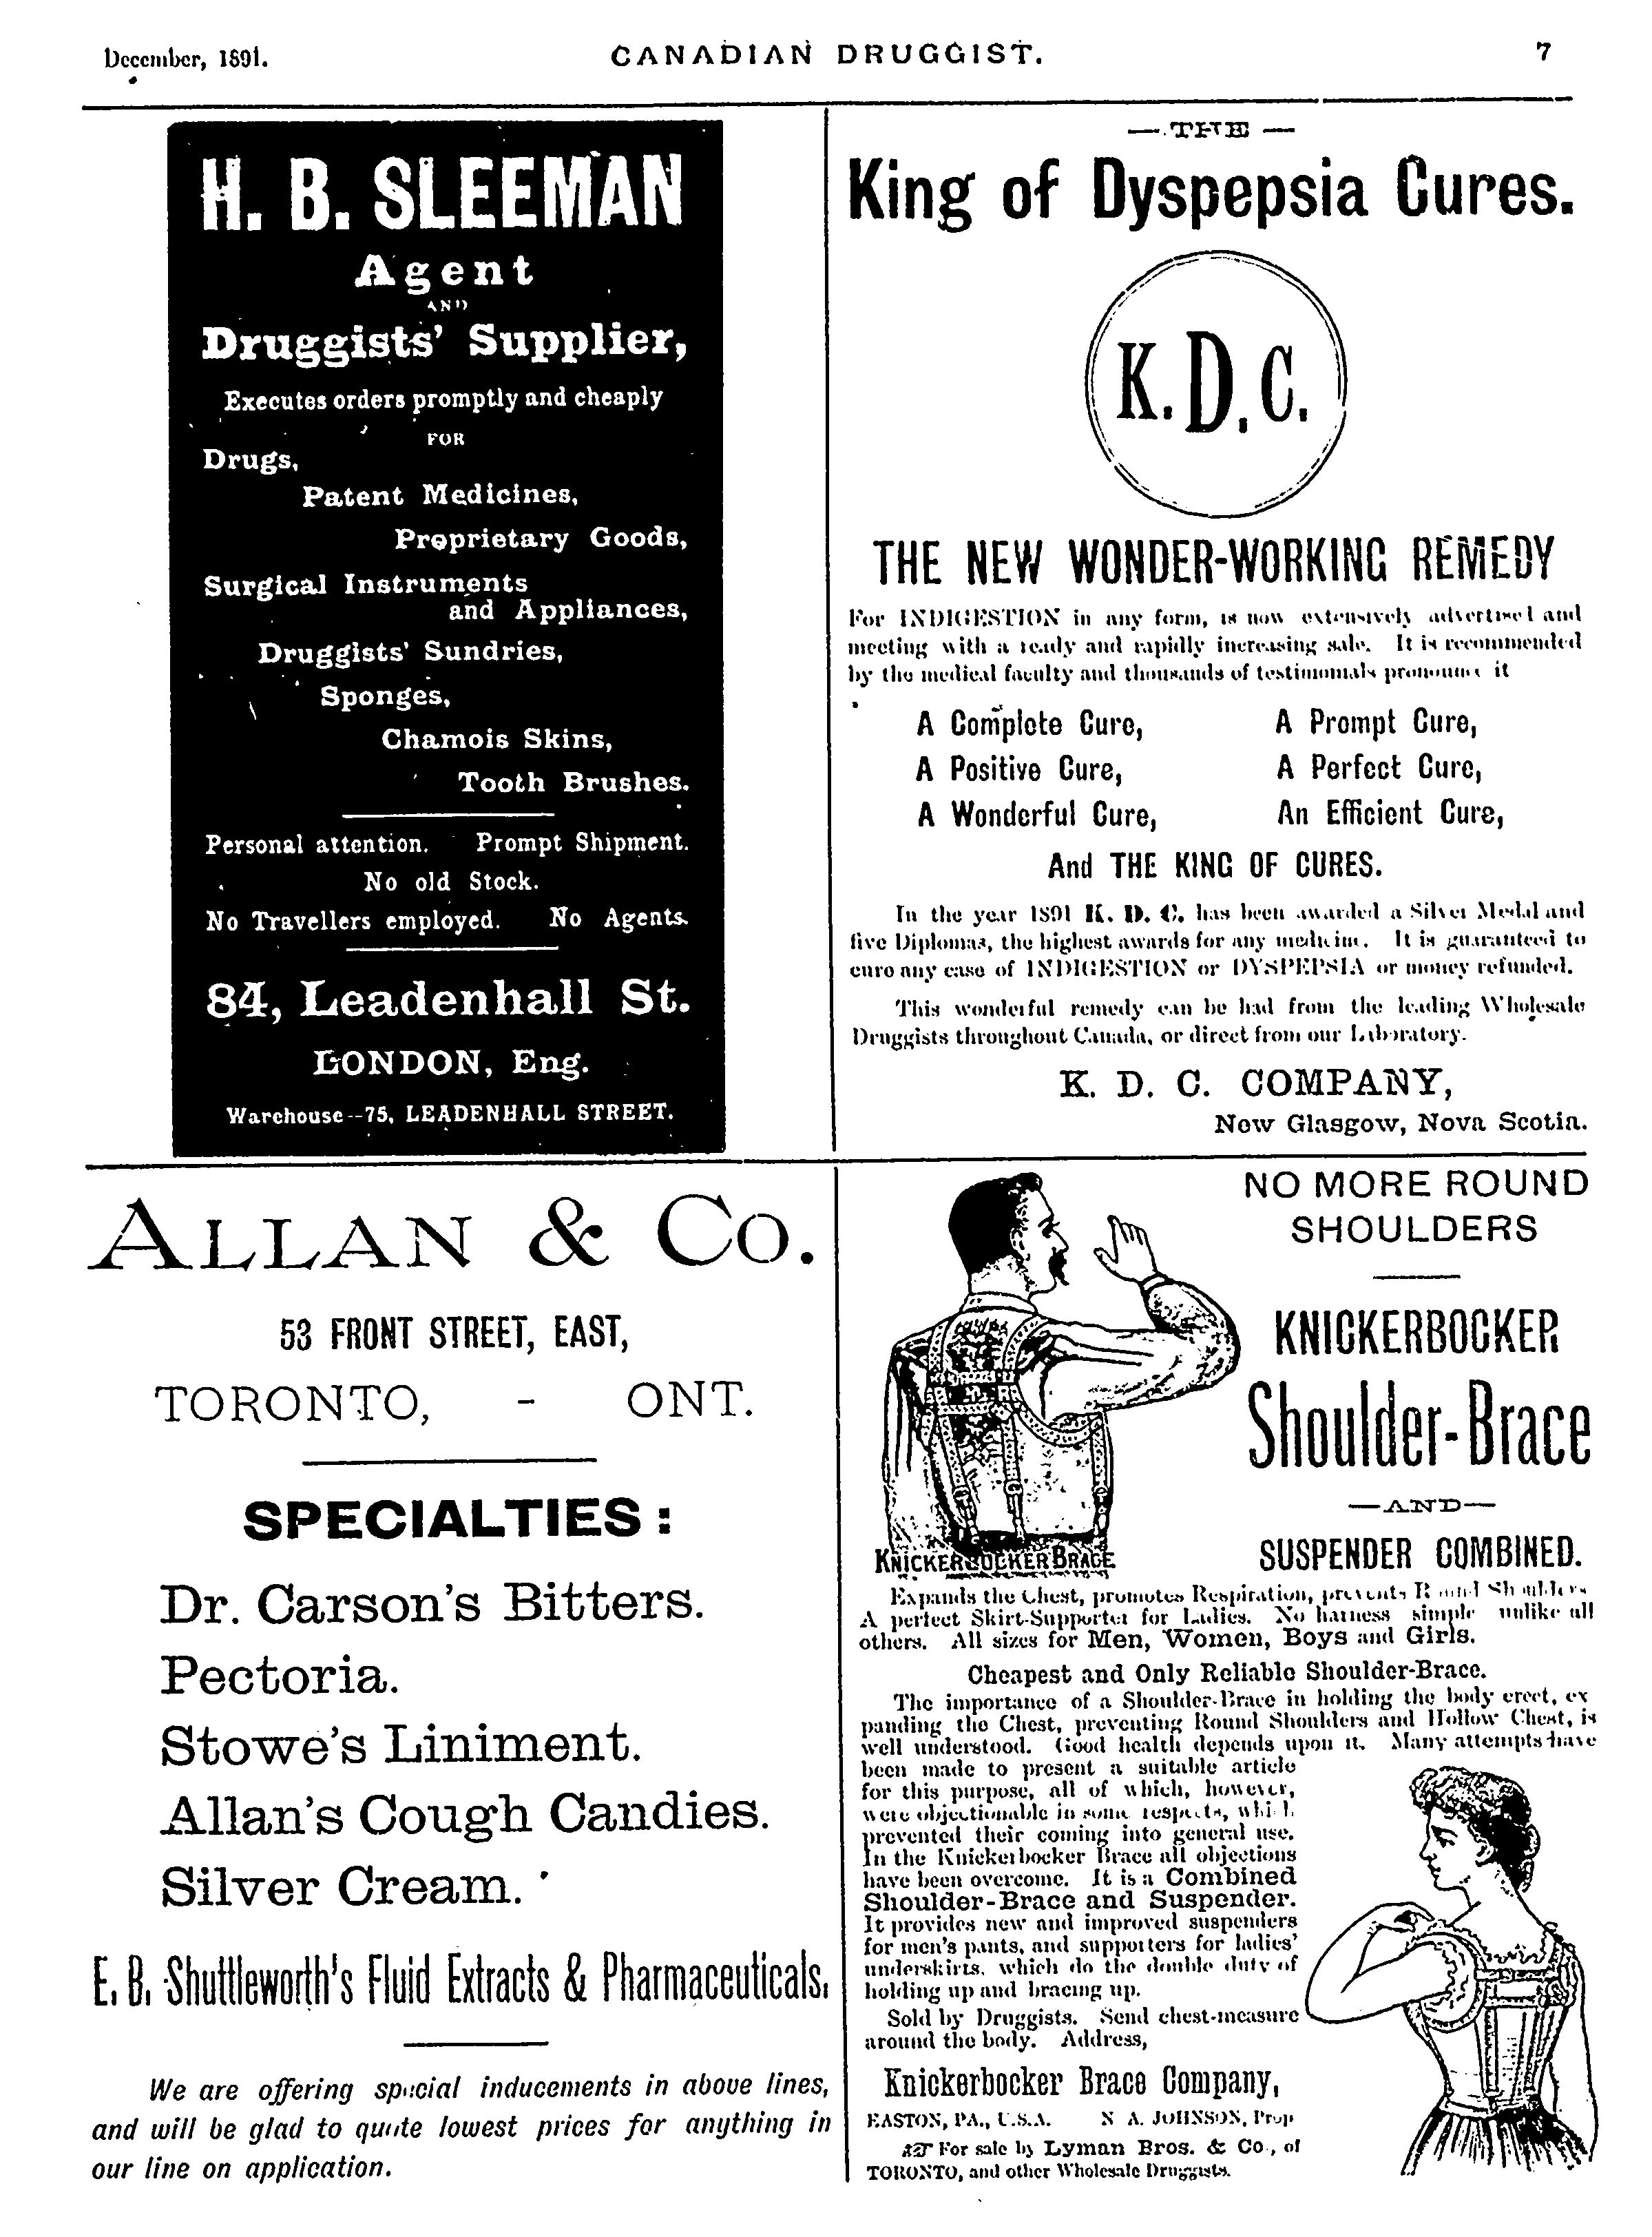 December, 1891.
CANADIAN DRUGGIST.
7
H. B. SLEEMAN
Agent
AND
Druggists' Supplier,
Executes orders promptly and cheaply
FOR
Drugs,
Patent Medicines,
Proprietary Goods,
Surgical Instruments
and Appliances,
Druggists' Sundries,
Sponges,
Chamois Skins,
Tooth Brushes.
Personal attention. Prompt Shipment.
No old Stock.
No Travellers employed. No Agents.
84, Leadenhall St.
LONDON, Eng.
Warehouse--75, LEADENHALL STREET.
— THE —
King of Dyspepsia Cures.
K. D. C.
THE NEW WONDER-WORKING REMEDY
For INDIGESTION in any form, is now extensively advertised and
meeting with a ready and rapidly increasing sale. It is recommended
by the medical faculty and thousands of testimonials pronounce it
A Complete Cure, A Prompt Cure,
A Positive Cure, A Perfect Cure,
A Wonderful Cure, An Efficient Cure,
And THE KING OF CURES.
In the year 1891 K. D. C. has been awarded a Silver Medal and
five Diplomas, the highest awards for any medicine. It is guaranteed to
cure any case of INDIGESTION or DYSPEPSIA or money refunded.
This wonderful remedy can be had from the leading Wholesale
Druggists throughout Canada, or direct from our Laboratory.
K. D. C. COMPANY,
New Glasgow, Nova Scotia.
ALLAN & CO.
53 FRONT STREET, EAST,
TORONTO, - ONT.
SPECIALTIES:
Dr. Carson's Bitters.
Pectoria.
Stowe's Liniment.
Allan's Cough Candies.
Silver Cream.
E. B. Shuttleworth's Fluid Extracts & Pharmaceuticals.
We are offering special inducements in above lines,
and will be glad to quote lowest prices for anything in
our line on application.
NO MORE ROUND
SHOULDERS
KNICKERBOCKER
Shoulder-Brace
—AND—
SUSPENDER COMBINED.
KNICKERBOCKER BRACE
Expands the Chest, promotes Respiration, prevents Round Shoulders
A perfect Skirt-Supporter for Ladies. No harness simple unlike all
others. All sizes for Men, Women, Boys and Girls.
Cheapest and Only Reliable Shoulder-Brace.
The importance of a Shoulder-Brace in holding the body erect, ex
panding the Chest, preventing Round Shoulders and Hollow Chest, is
well understood. Good health depends upon it. Many attempts have
been made to present a suitable article
for this purpose, all of which, however,
were objectionable in some respects, which
prevented their coming into general use.
In the Knickerbocker Brace all objections
have been overcome. It is a Combined
Shoulder-Brace and Suspender.
It provides new and improved suspenders
for men's pants, and supporters for ladies'
underskirts, which do the double duty of
holding up and bracing up.
Sold by Druggists. Send chest-measure
around the body. Address,
Knickerbocker Brace Company,
EASTON, PA., U.S.A. N A. JOHNSON, Prop
☞ For sale by Lyman Bros. & Co., of
TORONTO, and other Wholesale Druggists.